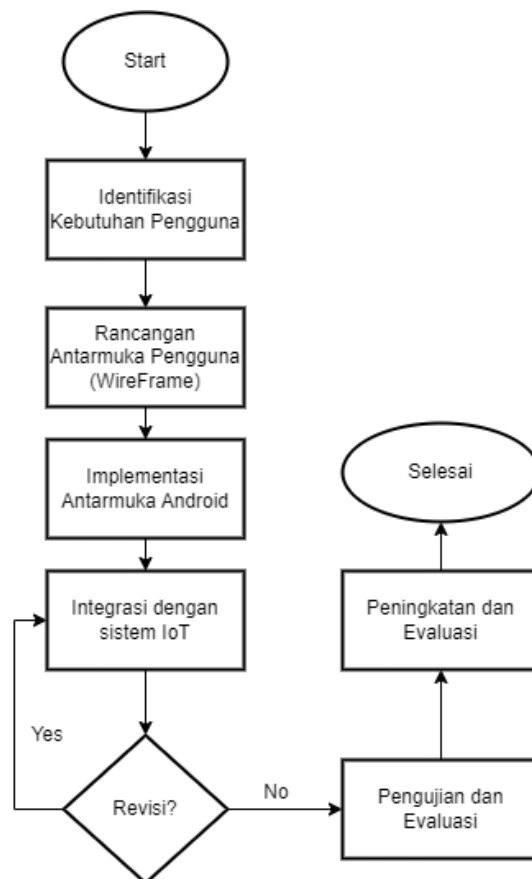 Start
Identifikasi
Kebutuhan Pengguna
Rancangan
Antarmuka Pengguna
(WireFrame)
Implementasi
Antarmuka Android
Integrasi dengan
sistem IoT
Yes
Revisi?
No
Pengujian dan
Evaluasi
Peningkatan dan
Evaluasi
Selesai